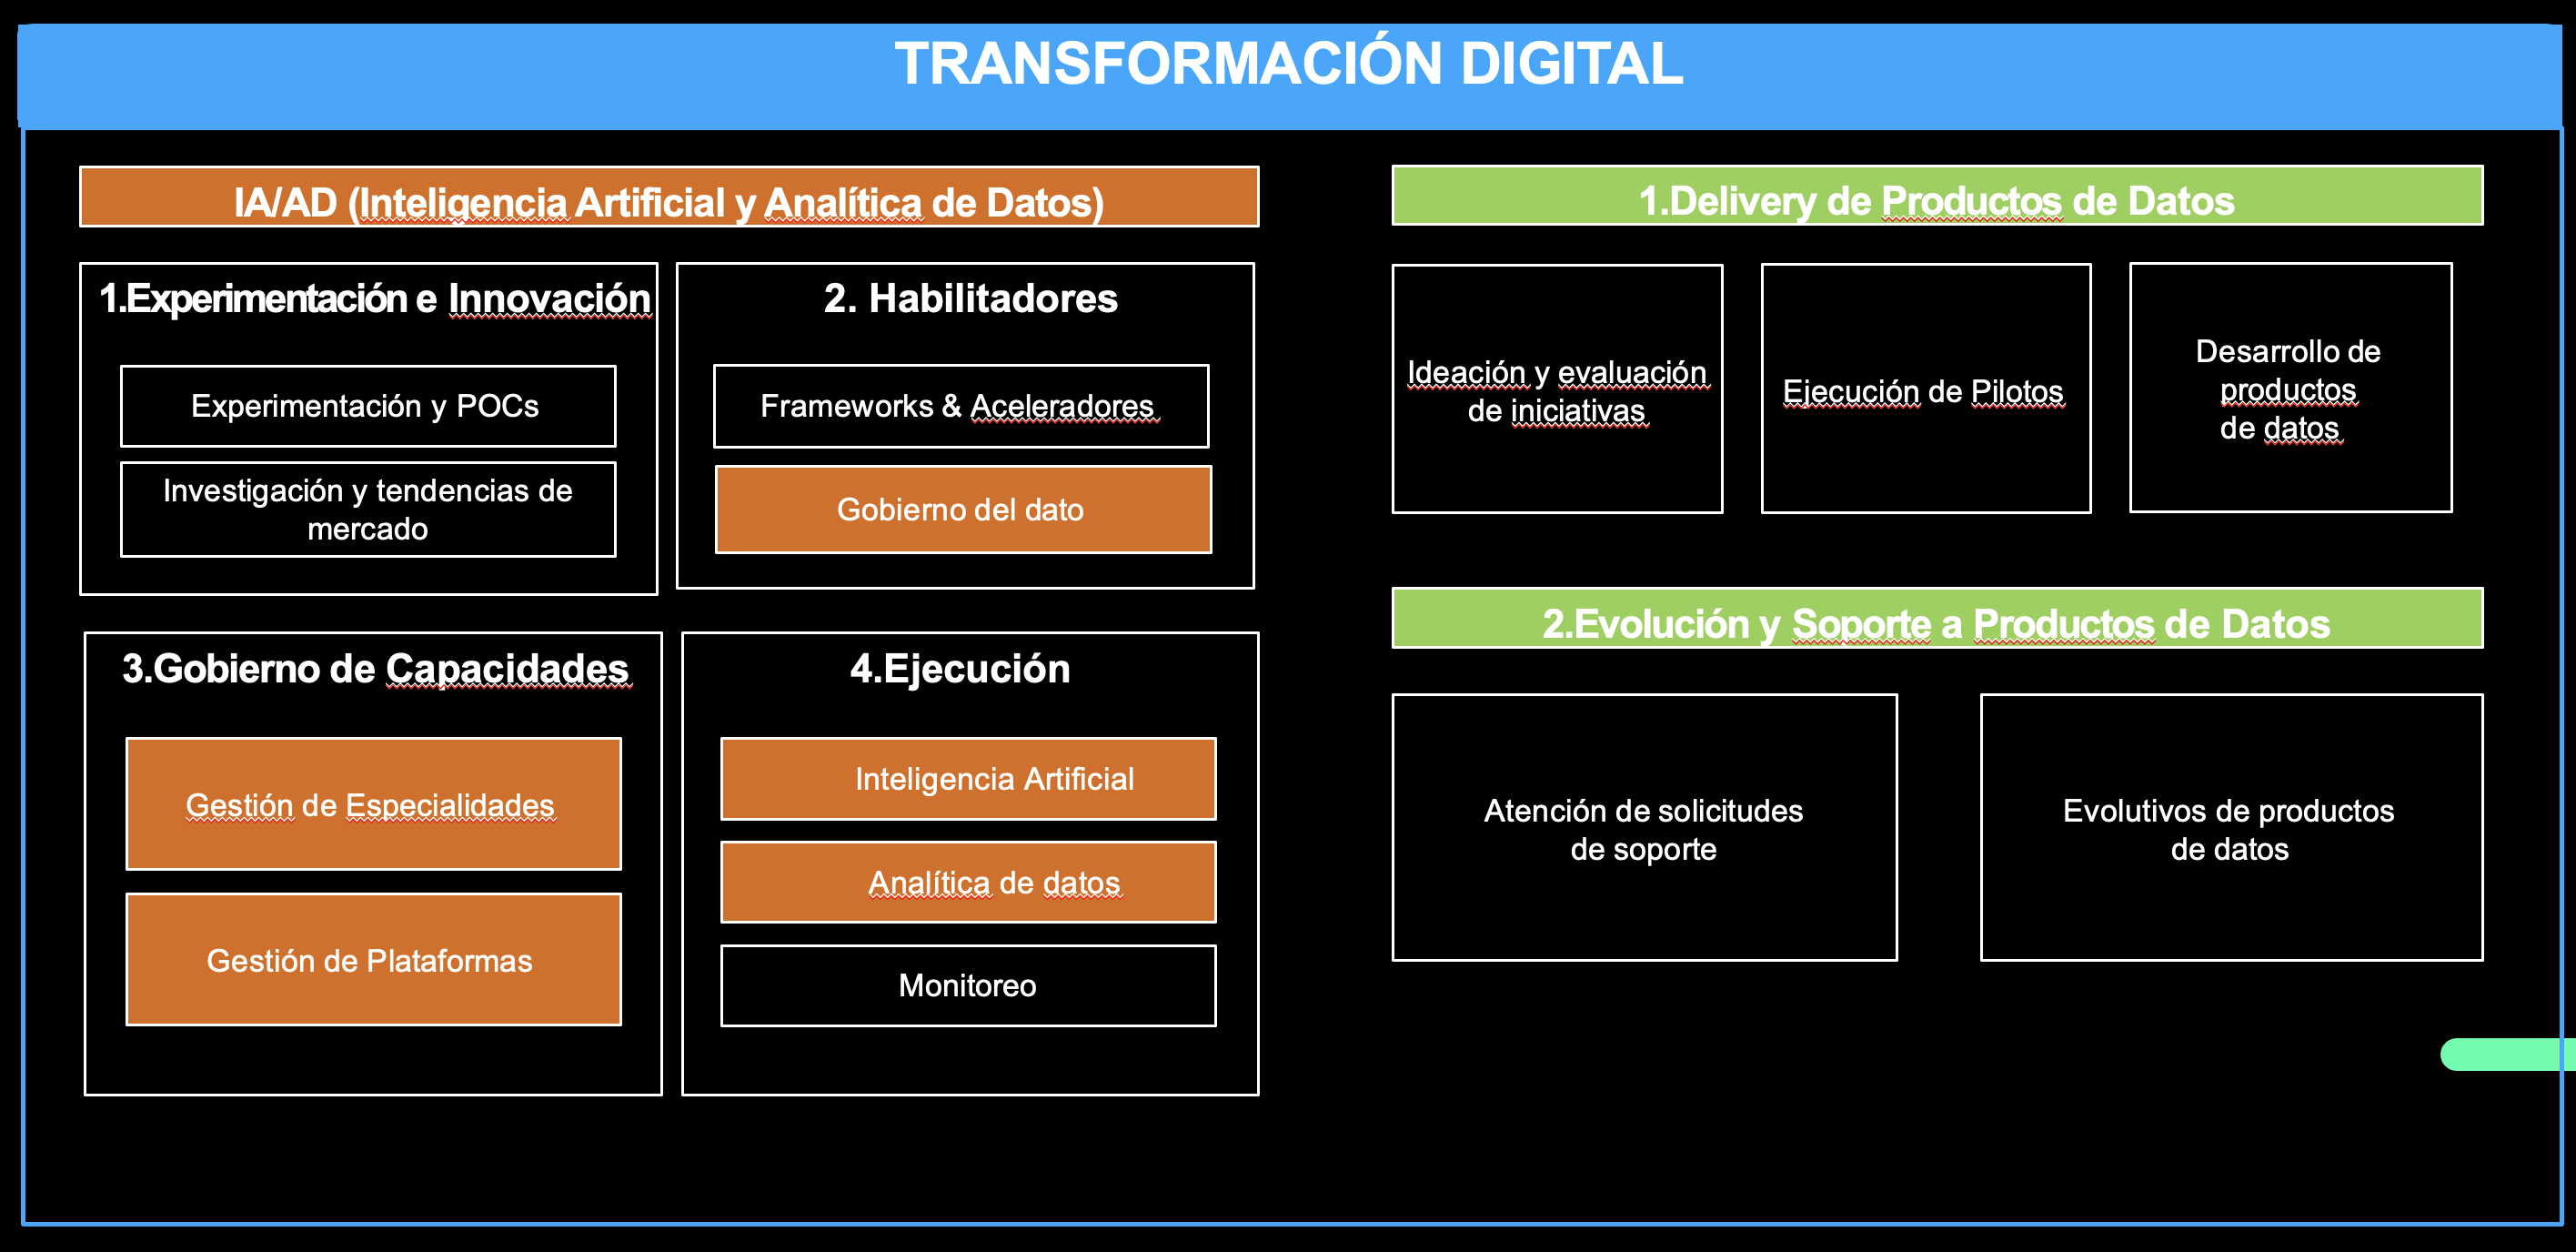 TRANSFORMACIÓN DIGITAL
IA/AD (Inteligencia Artificial y Analítica de Datos)
1.Experimentación e Innovación
Experimentación y POCs
Investigación y tendencias de
mercado
2. Habilitadores
Frameworks & Aceleradores
Gobierno del dato
3.Gobierno de Capacidades
Gestión de Especialidades
Gestión de Plataformas
4.Ejecución
Inteligencia Artificial
Analítica de datos
Monitoreo
1.Delivery de Productos de Datos
Ideación y evaluación
de iniciativas
Ejecución de Pilotos
Desarrollo de
productos
de datos
2.Evolución y Soporte a Productos de Datos
Atención de solicitudes
de soporte
Evolutivos de productos
de datos